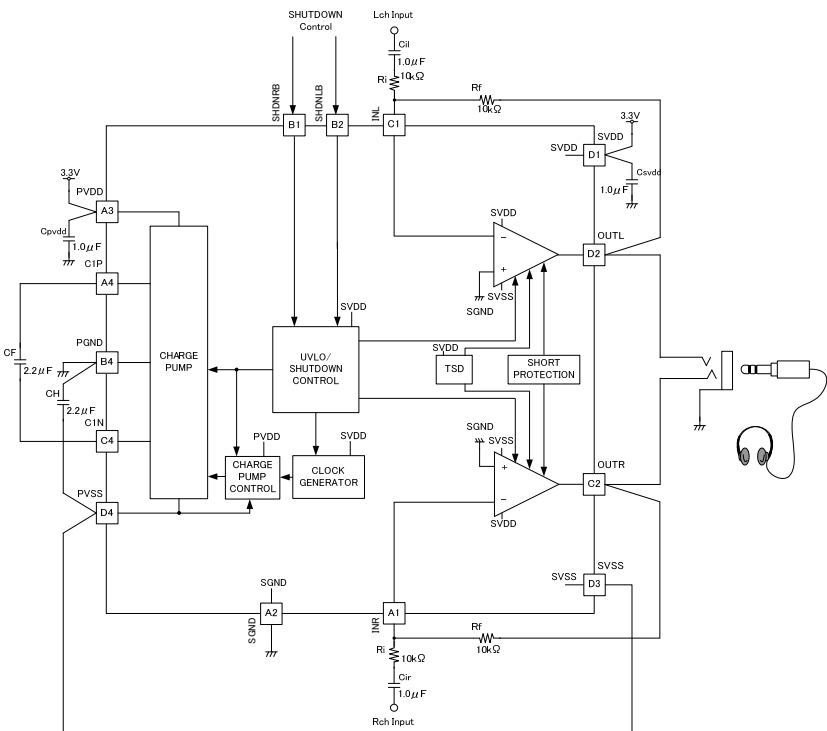 SHUTDOWN
Control
Lch Input
Cil
1.0μF
Ri
10kΩ
Rf
10kΩ
SHDNRB
SHDNLB
INL
B1
B2
C1
3.3V
SVDD
SVDD
D1
Csvdd
1.0μF
3.3V
PVDD
A3
Cpvdd
1.0μF
C1P
A4
SVDD
−
+
SVSS
SGND
OUTL
D2
PGND
B4
CF
2.2μF
CH
2.2μF
C1N
C4
CHARGE
PUMP
SVDD
UVLO/
SHUTDOWN
CONTROL
SVDD
TSD
SHORT
PROTECTION
PVDD
CHARGE
PUMP
CONTROL
SVDD
CLOCK
GENERATOR
SGND
SVSS
+
−
SVDD
OUTR
C2
PVSS
D4
SVSS
SVSS
D3
SGND
A2
SGND
A1
INR
Rf
10kΩ
Ri
10kΩ
Cir
1.0μF
Rch Input